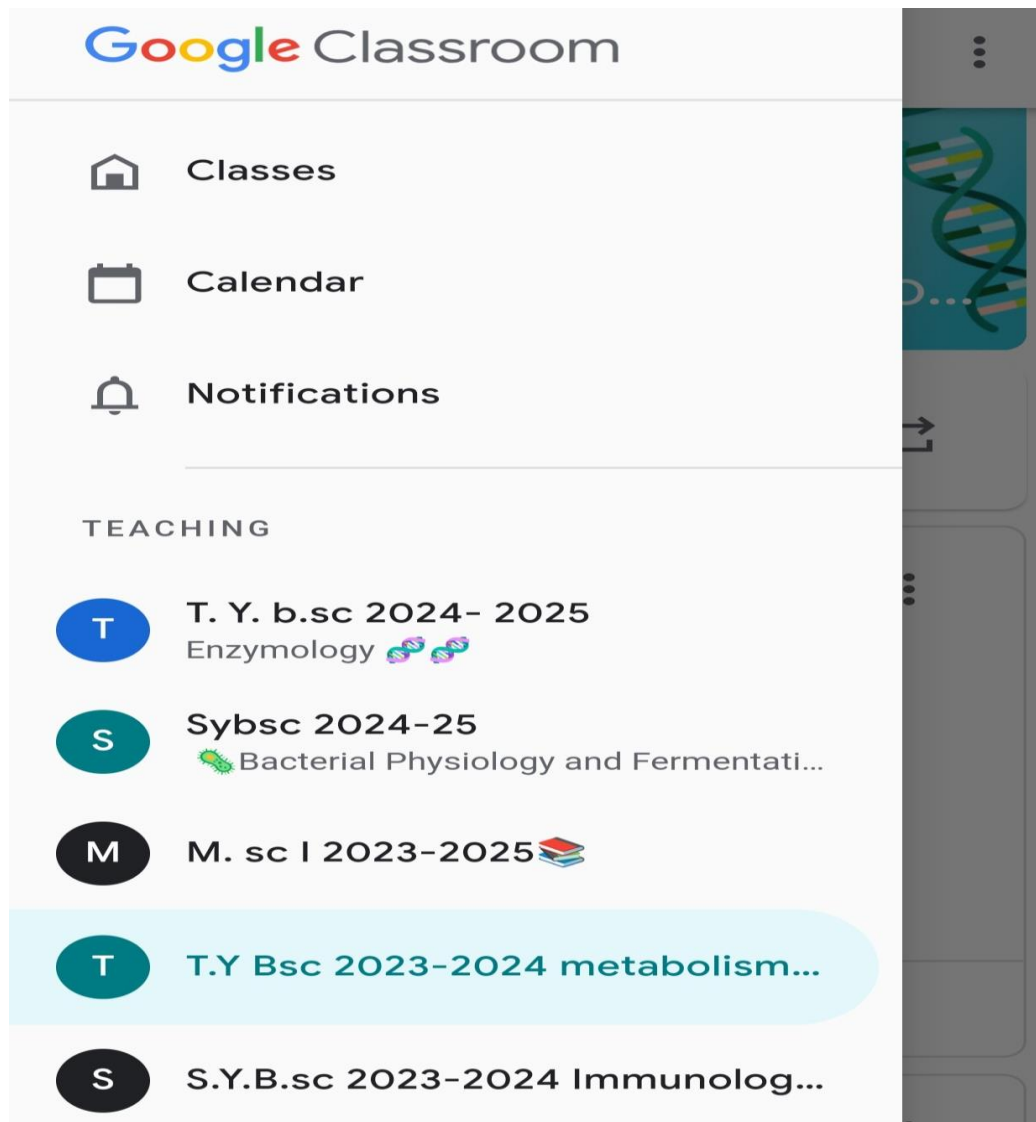 Google Classroom
Classes
Calendar
Notifications
TEACHING
T
T. Y. b.sc 2024- 2025
Enzymology 🧬🧬
S
Sybsc 2024-25
🦠Bacterial Physiology and Fermentati...
M
M. sc I 2023-2025📚
T
T.Y Bsc 2023-2024 metabolism...
S
S.Y.B.sc 2023-2024 Immunolog...